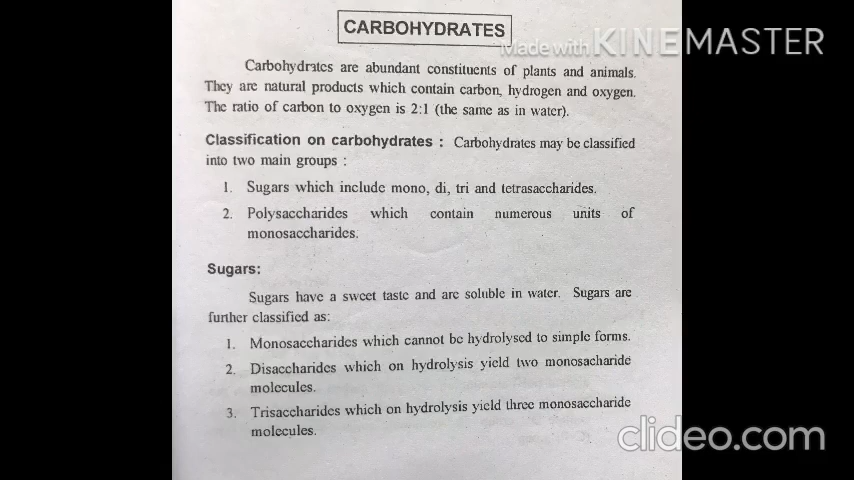 CARBOHYDRATES
Made with KINEMASTER
Carbohydrates are abundant constituents of plants and animals.
They are natural products which contain carbon, hydrogen and oxygen.
The ratio of carbon to oxygen is 2:1 (the same as in water).
Classification on carbohydrates : Carbohydrates may be classified
into two main groups :
1. Sugars which include mono, di, tri and tetrasaccharides.
2. Polysaccharides which contain numerous units of
monosaccharides.
Sugars:
Sugars have a sweet taste and are soluble in water. Sugars are
further classified as:
1. Monosaccharides which cannot be hydrolysed to simple forms.
2. Disaccharides which on hydrolysis yield two monosacharide
molecules.
3. Trisaccharides which on hydrolysis yield three monosaccharide
molecules.
clideo.com